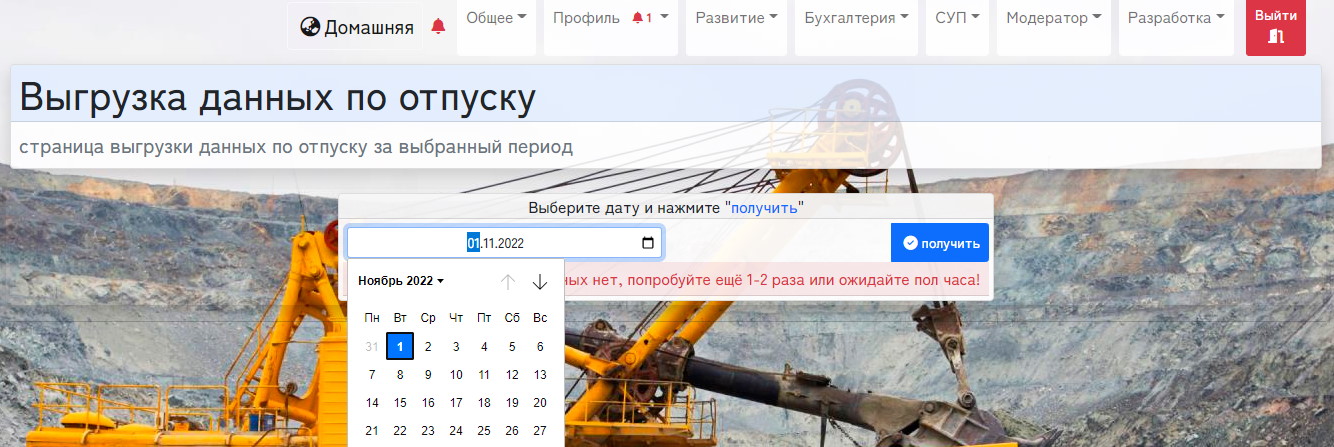 Домашняя Общее Профиль 1 Развитие Бухгалтерия СУП Модератор Разработка Выйти
Выгрузка данных по отпуску
страница выгрузки данных по отпуску за выбранный период
Выберите дату и нажмите "получить"
01.11.2022 получить
нет, попробуйте ещё 1-2 раза или ожидайте пол часа!
Ноябрь 2022
Пн Вт Ср Чт Пт Сб Вс
31 1 2 3 4 5 6
7 8 9 10 11 12 13
14 15 16 17 18 19 20
21 22 23 24 25 26 27